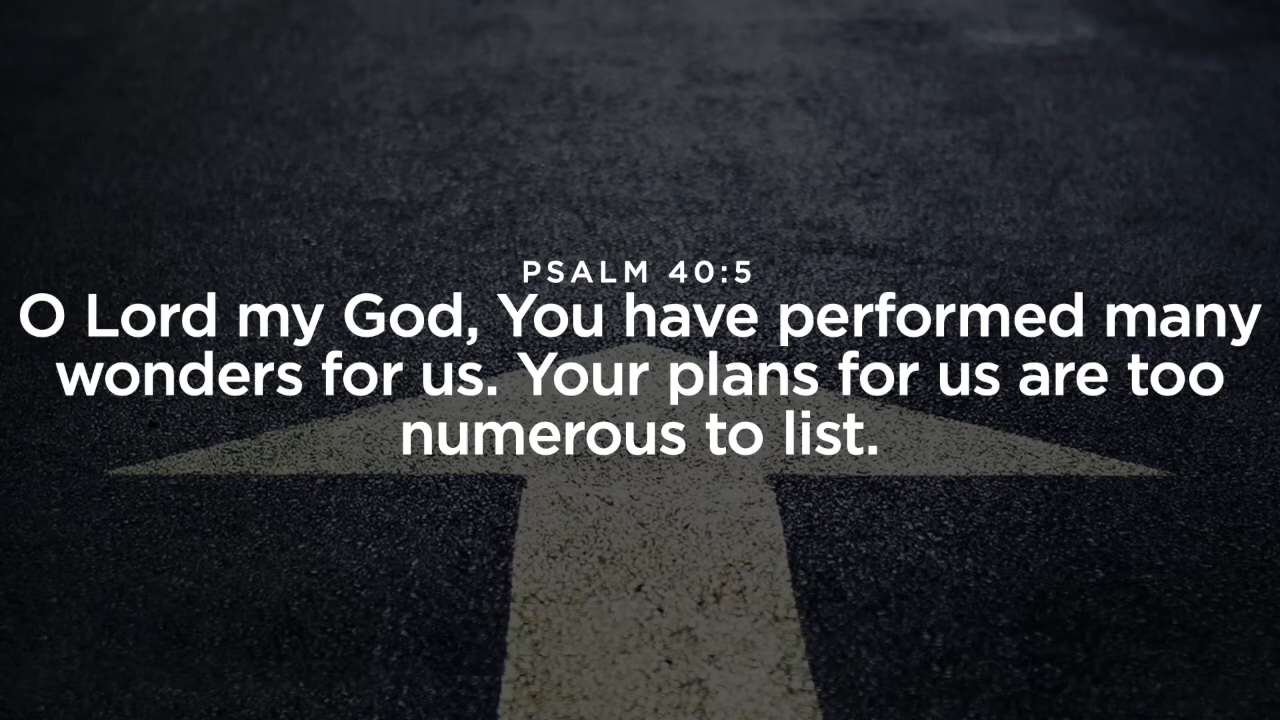 PSALM 40:5
O Lord my God, You have performed many
wonders for us. Your plans for us are too
numerous to list.